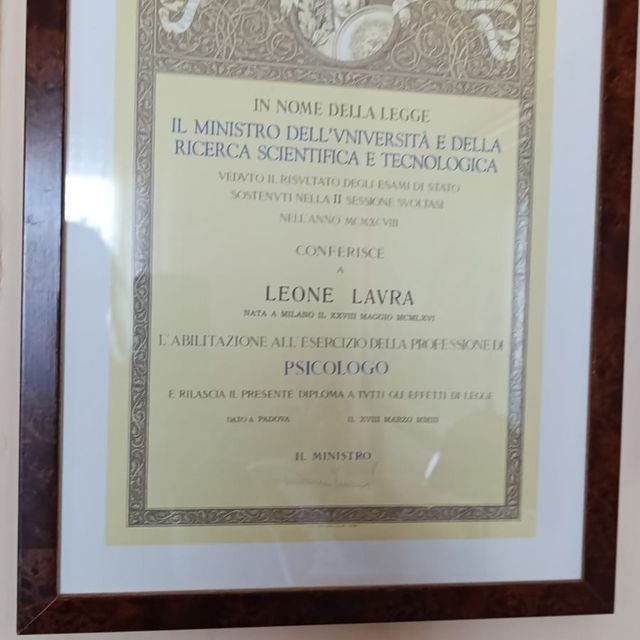 IN NOME DELLA LEGGE
IL MINISTRO DELL'VNIVERSITÀ E DELLA
RICERCA SCIENTIFICA E TECNOLOGICA
VEDVTO IL RISVLTATO DEGLI ESAMI DI STATO
SOSTENVTI NELLA II SESSIONE SVOLTASI
NELL'ANNO MCMXCVIII
CONFERISCE
A
LEONE LAVRA
NATA A MILANO IL XXVIII MAGGIO MCMLXVI
L'ABILITAZIONE ALL'ESERCIZIO DELLA PROFESSIONE DI
PSICOLOGO
E RILASCIA IL PRESENTE DIPLOMA A TVTTI GLI EFFETTI DI LEGGE
DATO A PADOVA IL XVIII MARZO MMIII
IL MINISTRO